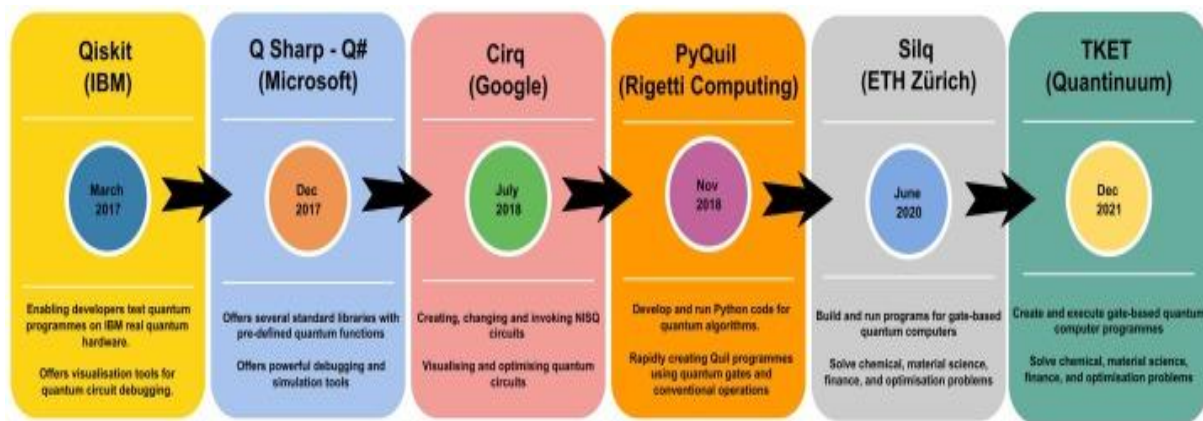 Qiskit
(IBM)
March
2017
Enabling developers test quantum
programmes on IBM real quantum
hardware.
Offers visualisation tools for
quantum circuit debugging.
Q Sharp - Q#
(Microsoft)
Dec
2017
Offers several standard libraries with
pre-defined quantum functions
Offers powerful debugging and
simulation tools
Cirq
(Google)
July
2018
Creating, changing and invoking NISQ
circuits
Visualising and optimising quantum
circuits
PyQuil
(Rigetti Computing)
Nov
2018
Develop and run Python code for
quantum algorithms.
Rapidly creating Quil programmes
using quantum gates and
conventional operations
Silq
(ETH Zürich)
June
2020
Build and run programs for gate-based
quantum computers
Solve chemical, material science,
finance, and optimisation problems
TKET
(Quantinuum)
Dec
2021
Create and execute gate-based quantum
computer programmes
Solve chemical, material science,
finance, and optimisation problems